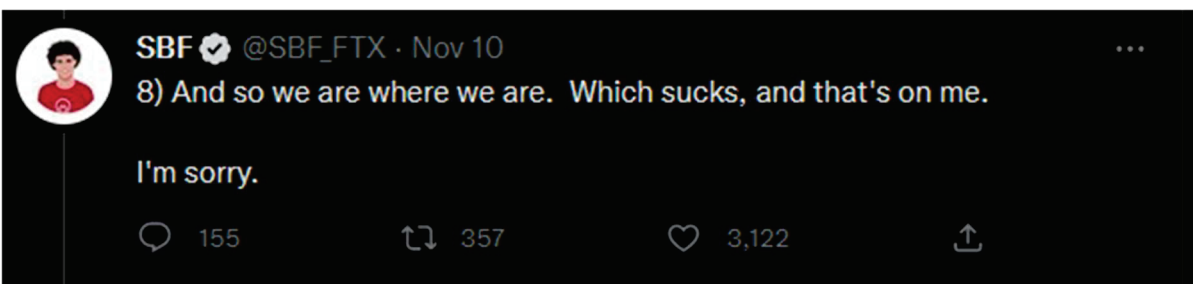 SBF @SBF_FTX · Nov 10
8) And so we are where we are.  Which sucks, and that's on me.
I'm sorry.
155 357 3,122